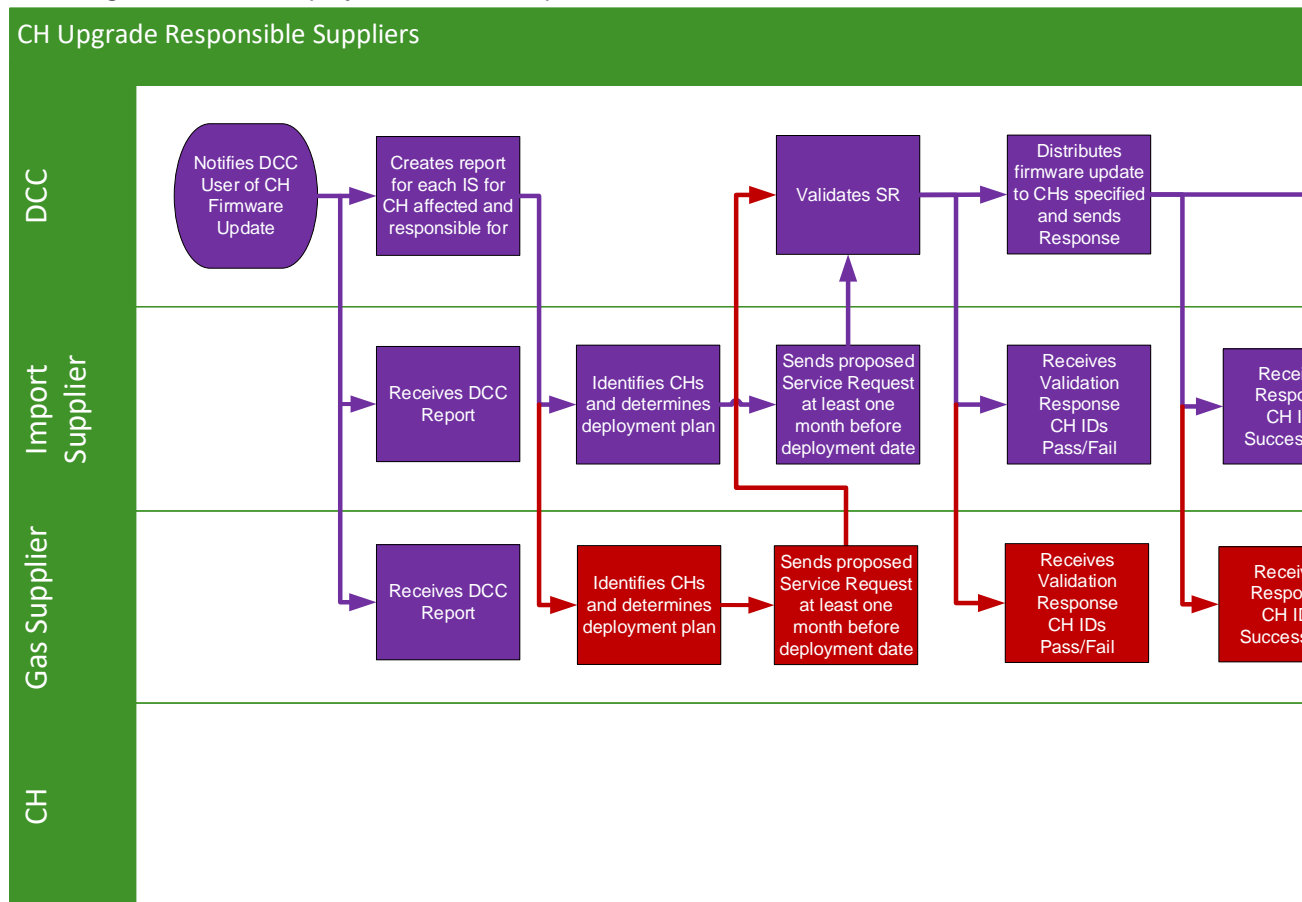 CH Upgrade Responsible Suppliers
DCC
Notifies DCC
User of CH
Firmware
Update
Creates report
for each IS for
CH affected and
responsible for
Validates SR
Distributes
firmware update
to CHs specified
and sends
Response
Import
Supplier
Receives DCC
Report
Identifies CHs
and determines
deployment plan
Sends proposed
Service Request
at least one
month before
deployment date
Receives
Validation
Response
CH IDs
Pass/Fail
CH
Gas Supplier
Receives DCC
Report
Identifies CHs
and determines
deployment plan
Sends proposed
Service Request
at least one
month before
deployment date
Receives
Validation
Response
CH IDs
Pass/Fail
CH
CH